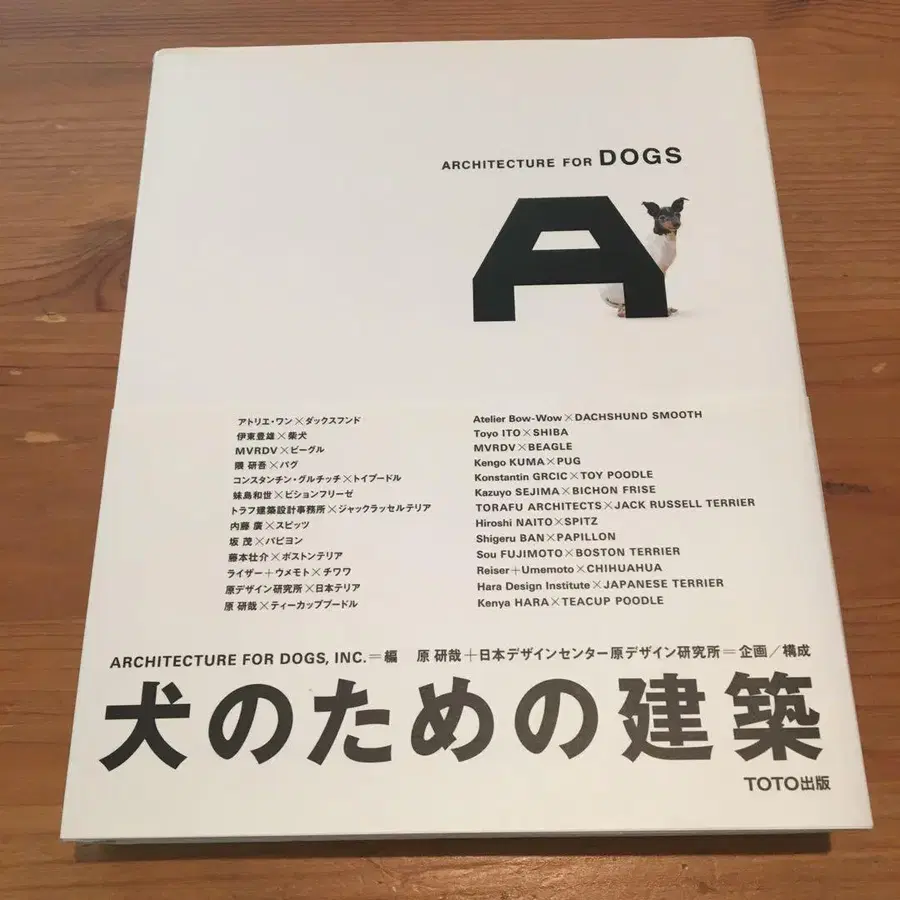 ARCHITECTURE FOR DOGS
A
アトリエ・ワン×ダックスフンド
伊東豊雄×柴犬
MVRDV×ビーグル
隈 研吾×パグ
コンスタンチン・グルチッチ×トイプードル
妹島和世×ビションフリーゼ
トラフ建築設計事務所×ジャックラッセルテリア
内藤 廣×スピッツ
坂 茂×パピヨン
藤本壮介×ボストンテリア
ライザー+ウメモト×チワワ
原デザイン研究所×日本テリア
原 研哉×ティーカッププードル
Atelier Bow-Wow×DACHSHUND SMOOTH
Toyo ITO×SHIBA
MVRDV×BEAGLE
Kengo KUMA×PUG
Konstantin GRCIC×TOY POODLE
Kazuyo SEJIMA×BICHON FRISE
TORAFU ARCHITECTS×JACK RUSSELL TERRIER
Hiroshi NAITO×SPITZ
Shigeru BAN×PAPILLON
Sou FUJIMOTO×BOSTON TERRIER
Reiser+Umemoto×CHIHUAHUA
Hara Design Institute×JAPANESE TERRIER
Kenya HARA×TEACUP POODLE
ARCHITECTURE FOR DOGS, INC.=編 原 研哉+日本デザインセンター原デザイン研究所=企画/構成
犬のための建築
TOTO出版